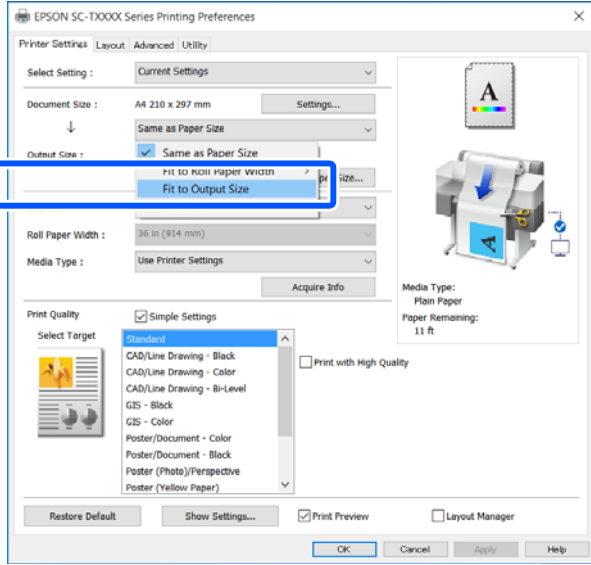 EPSON SC-TXXXX Series Printing Preferences
Printer Settings Layout Advanced Utility
Select Setting : Current Settings
Document Size : A4 210 x 297 mm Settings...
Same as Paper Size
Output Size : Same as Paper Size
Fit to Roll Paper Width
Size...
Fit to Output Size
Roll Paper Width : 36 in (914 mm)
Media Type : Use Printer Settings
Acquire Info
A
Media Type:
Plain Paper
Paper Remaining:
11 ft
Print Quality Simple Settings
Select Target
Standard
CAD/Line Drawing - Black
CAD/Line Drawing - Color
CAD/Line Drawing - Bi-Level
GIS - Black
GIS - Color
Poster/Document - Color
Poster/Document - Black
Poster (Photo)/Perspective
Poster (Yellow Paper)
Print with High Quality
Restore Default Show Settings... Print Preview Layout Manager
OK Cancel Apply Help